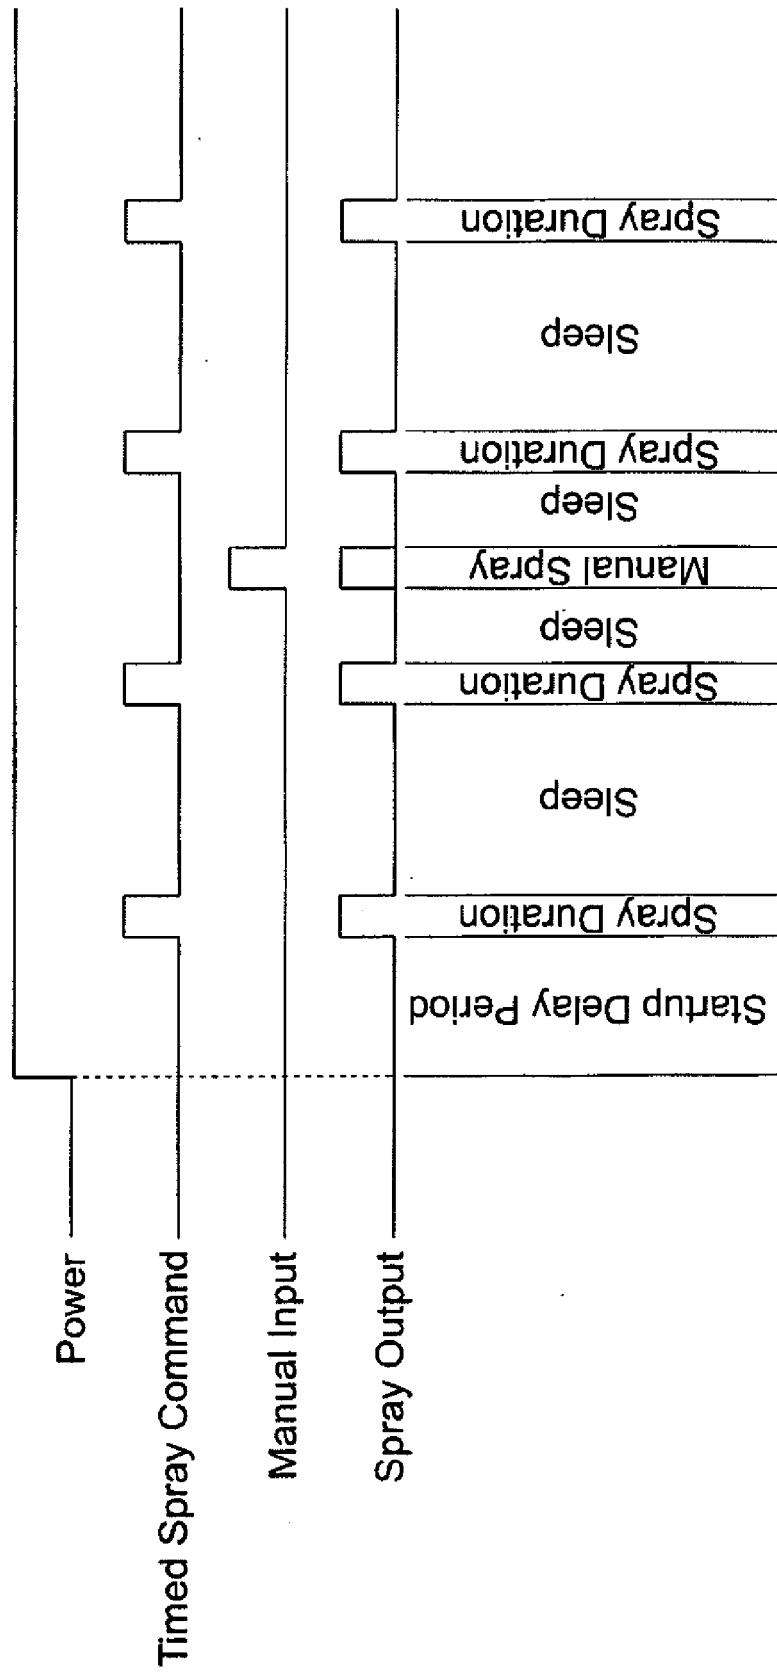 Power
Timed Spray Command
Manual Input
Spray Output
Startup Delay Period
Spray Duration
Sleep
Spray Duration
Sleep
Manual Spray
Sleep
Spray Duration
Sleep
Spray Duration